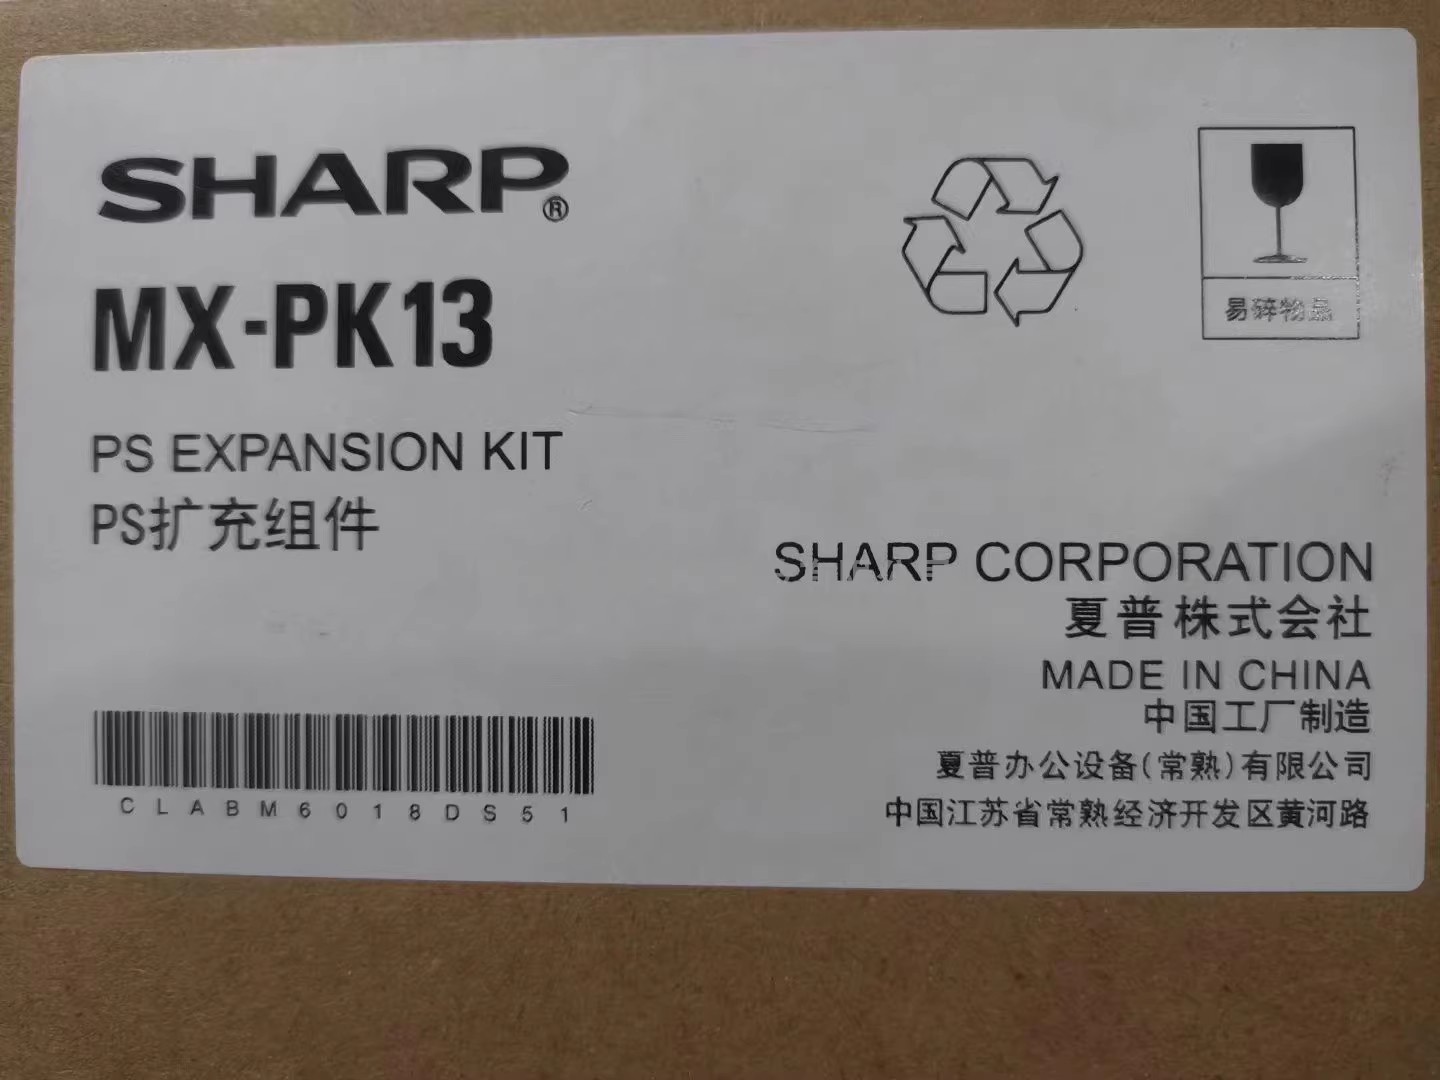 SHARP®
MX-PK13
PS EXPANSION KIT
PS扩充组件
CLABM6018DS51
易碎物品
SHARP CORPORATION
夏普株式会社
MADE IN CHINA
中国工厂制造
夏普办公设备(常熟)有限公司
中国江苏省常熟经济开发区黄河路